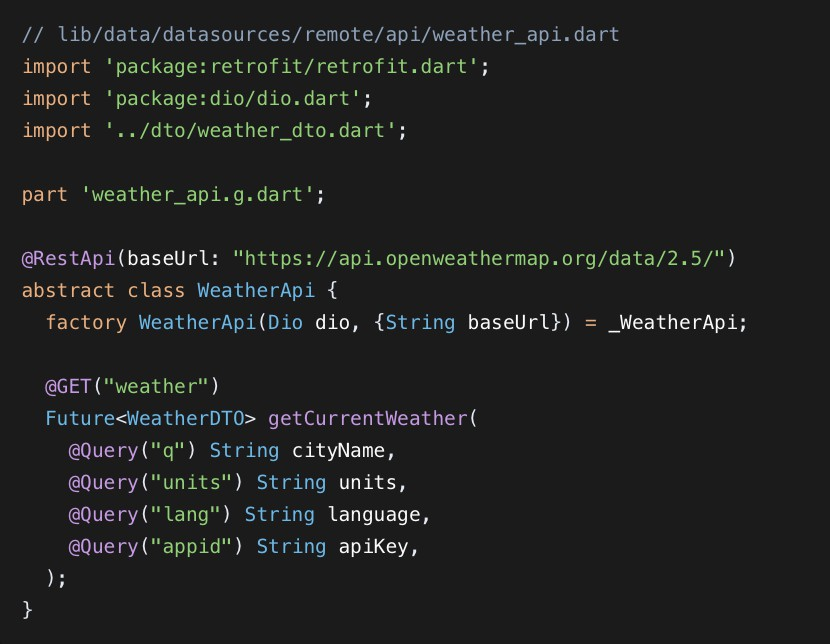 // lib/data/datasources/remote/api/weather_api.dart
import 'package:retrofit/retrofit.dart';
import 'package:dio/dio.dart';
import '../dto/weather_dto.dart';

part 'weather_api.g.dart';

@RestApi(baseUrl: "https://api.openweathermap.org/data/2.5/")
abstract class WeatherApi {
  factory WeatherApi(Dio dio, {String baseUrl}) = _WeatherApi;

  @GET("weather")
  Future<WeatherDTO> getCurrentWeather(
    @Query("q") String cityName,
    @Query("units") String units,
    @Query("lang") String language,
    @Query("appid") String apiKey,
  );
}